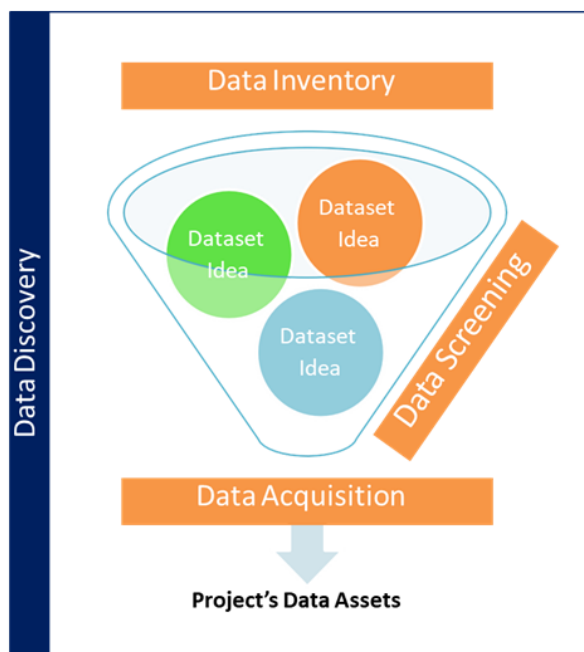 Data Discovery
Data Inventory
Dataset
Idea
Dataset
Idea
Dataset
Idea
Data Screening
Data Acquisition
Project’s Data Assets